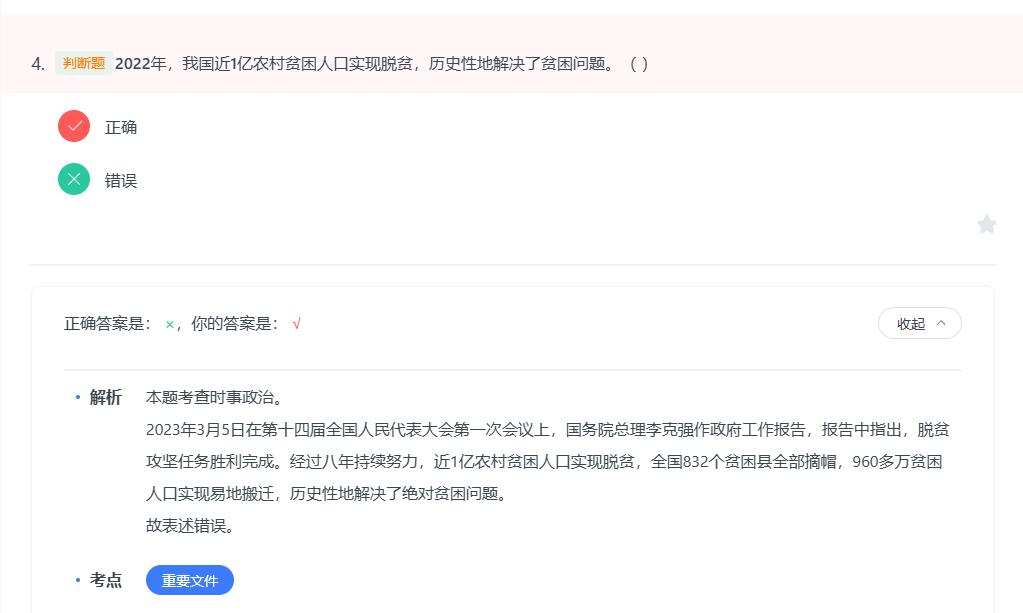 4. 判断题 2022年，我国近1亿农村贫困人口实现脱贫，历史性地解决了贫困问题。（ ）
正确
错误
正确答案是： ×，你的答案是： √
收起
解析 本题考查时事政治。
2023年3月5日在第十四届全国人民代表大会第一次会议上，国务院总理李克强作政府工作报告，报告中指出，脱贫
攻坚任务胜利完成。经过八年持续努力，近1亿农村贫困人口实现脱贫，全国832个贫困县全部摘帽，960多万贫困
人口实现易地搬迁，历史性地解决了绝对贫困问题。
故表述错误。
考点 重要文件